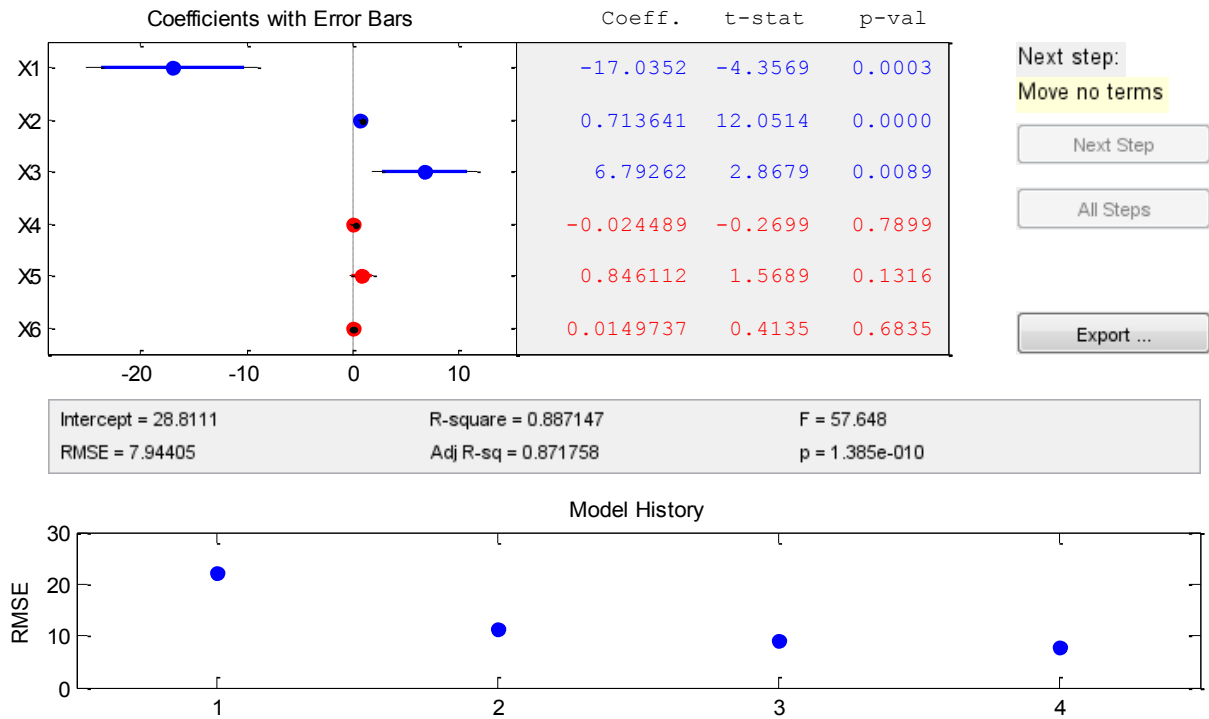 Coefficients with Error Bars
Coeff. t-stat p-val
X1 -17.0352 -4.3569 0.0003
X2 0.713641 12.0514 0.0000
X3 6.79262 2.8679 0.0089
X4 -0.024489 -0.2699 0.7899
X5 0.846112 1.5689 0.1316
X6 0.0149737 0.4135 0.6835
-20 -10 0 10
Next step:
Move no terms
Next Step
All Steps
Export ...
Intercept = 28.8111 R-square = 0.887147 F = 57.648
RMSE = 7.94405 Adj R-sq = 0.871758 p = 1.385e-010
Model History
RMSE
30
20
10
0
1 2 3 4